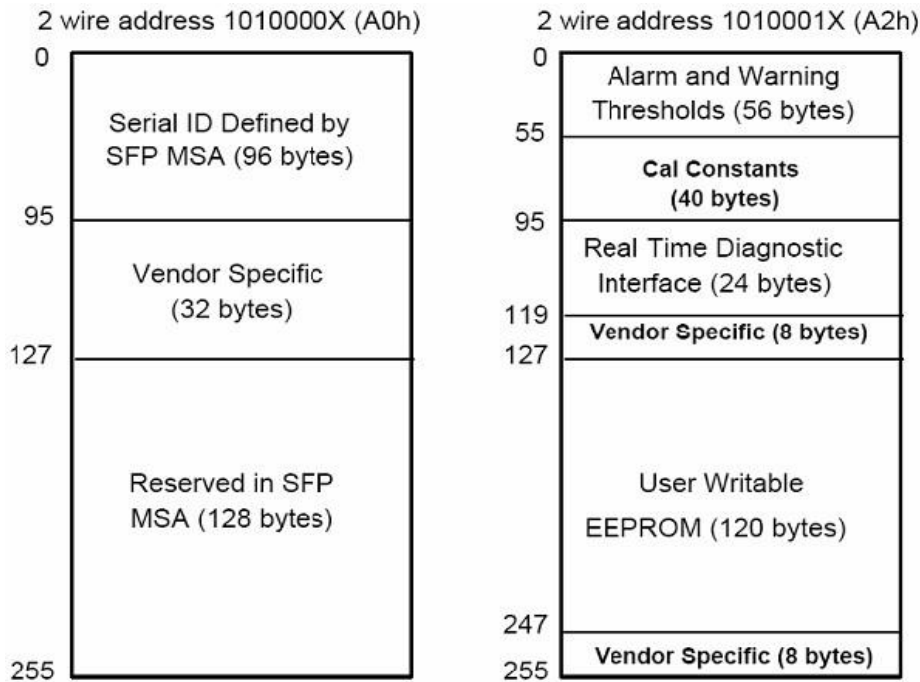 2 wire address 1010000X (A0h)
0
Serial ID Defined by
SFP MSA (96 bytes)
95
Vendor Specific
(32 bytes)
127
Reserved in SFP
MSA (128 bytes)
255
2 wire address 1010001X (A2h)
0
Alarm and Warning
Thresholds (56 bytes)
55
Cal Constants
(40 bytes)
95
Real Time Diagnostic
Interface (24 bytes)
119
Vendor Specific (8 bytes)
127
User Writable
EEPROM (120 bytes)
247
Vendor Specific (8 bytes)
255